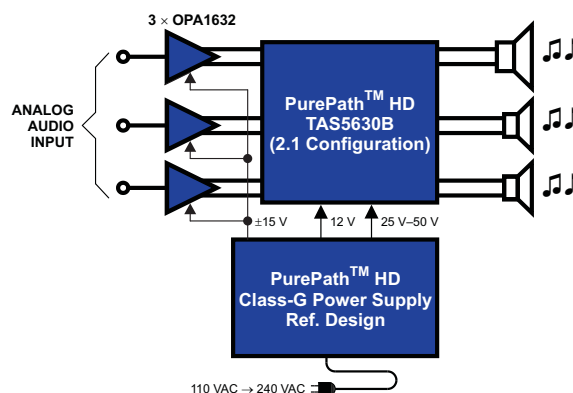 3 × OPA1632
ANALOG
AUDIO
INPUT
PurePath™ HD
TAS5630B
(2.1 Configuration)
±15 V
12 V
25 V–50 V
PurePath™ HD
Class-G Power Supply
Ref. Design
110 VAC → 240 VAC